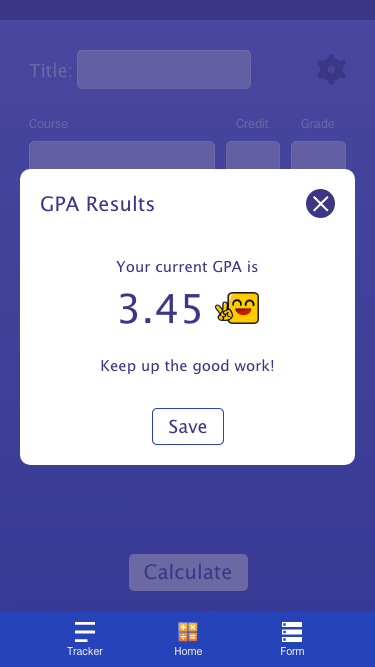 Title:
Course Credit Grade
GPA Results
Your current GPA is
3.45
Keep up the good work!
Save
Calculate
Tracker Home Form